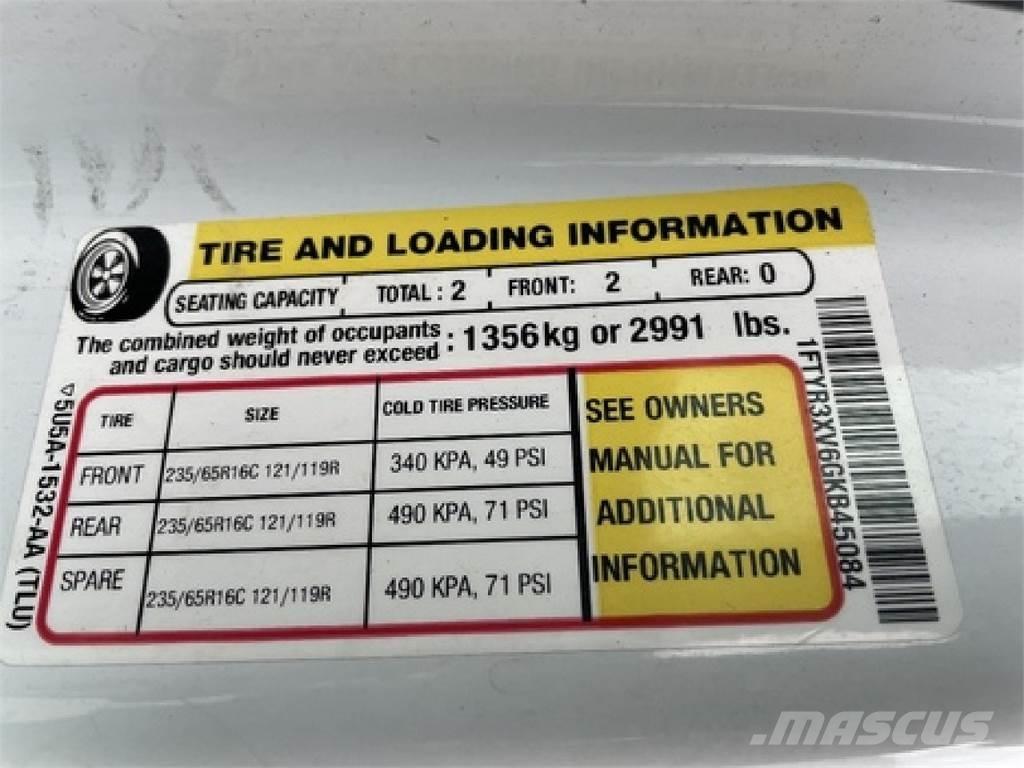 TIRE AND LOADING INFORMATION
SEATING CAPACITY TOTAL : 2 FRONT: 2 REAR: 0
The combined weight of occupants
and cargo should never exceed : 1356kg or 2991 lbs.
TIRE SIZE COLD TIRE PRESSURE
FRONT 235/65R16C 121/119R 340 KPA, 49 PSI
REAR 235/65R16C 121/119R 490 KPA, 71 PSI
SPARE 235/65R16C 121/119R 490 KPA, 71 PSI
SEE OWNERS
MANUAL FOR
ADDITIONAL
INFORMATION
1FTYR3XV6GKB45084
5U5A-1532-AA (TLU)
MASCUS